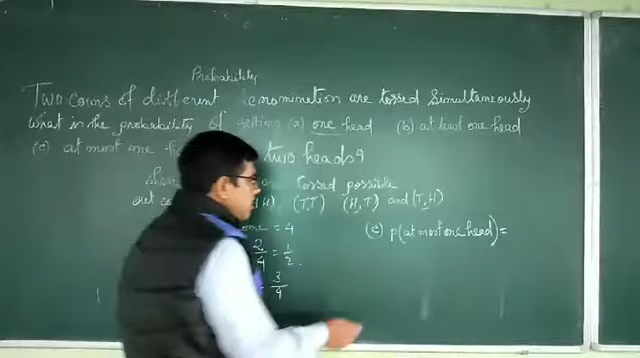 Probability
Two coins of different enomination are tossed simultaneously
what is the probability of getting (a) one head (b) at least one head
(c) at most one two heads?
tossed possible
out (T,T) (H,T) and (T,H)
= 4
2/4 = 1/2.
3/4
(c) p(at most one head) =